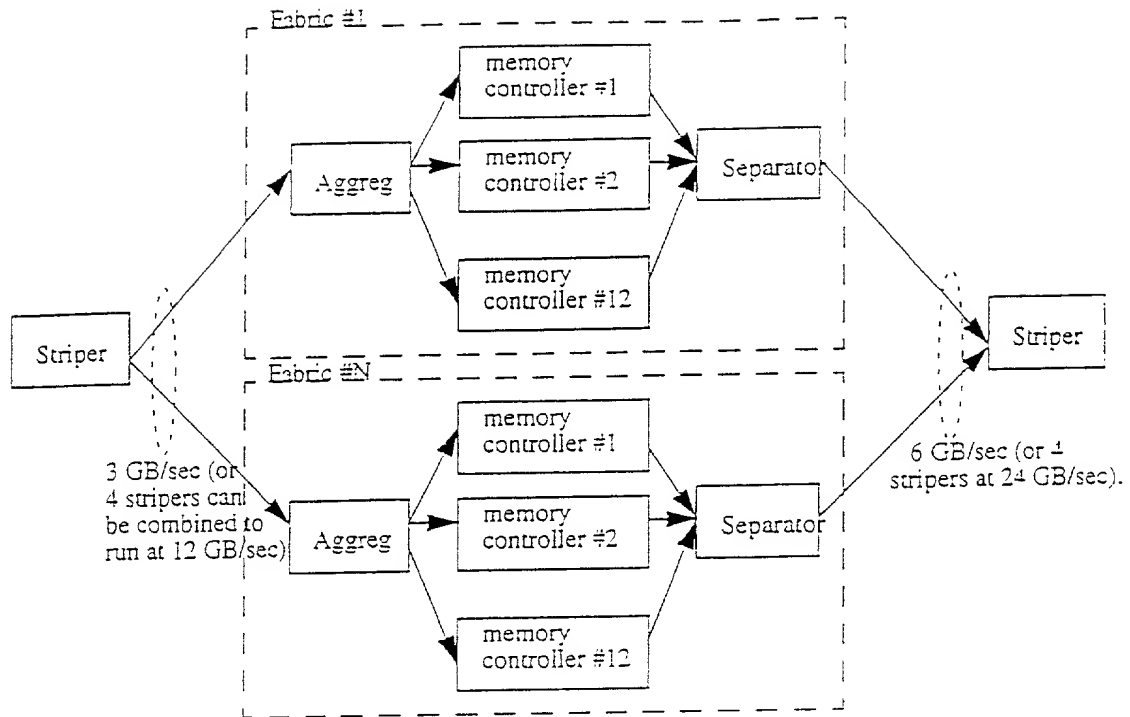 Fabric #1
memory
controller #1
Aggreg
memory
controller #2
Separator
memory
controller #12
Striper
Striper
Fabric #N
3 GB/sec (or
4 stripers can
be combined to
run at 12 GB/sec)
memory
controller #1
6 GB/sec (or 4
stripers at 24 GB/sec).
Aggreg
memory
controller #2
Separator
memory
controller #12